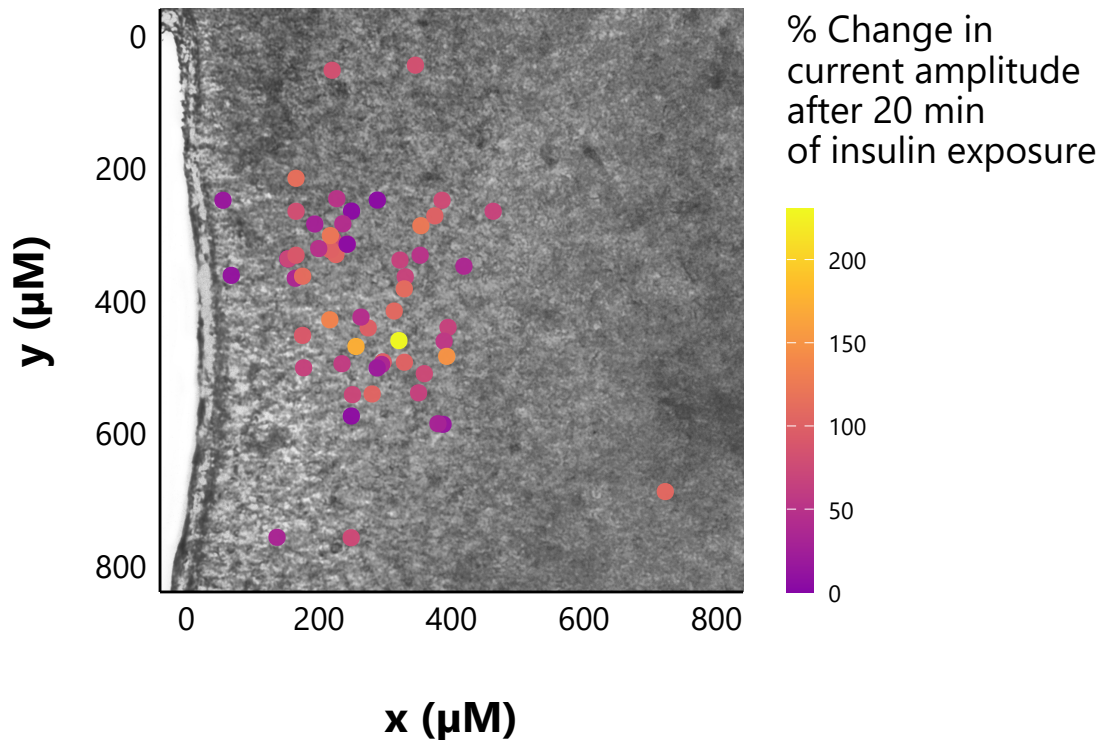 % Change in
current amplitude
after 20 min
of insulin exposure
0
200
400
600
800
y (μM)
200
150
100
50
0
0 200 400 600 800
x (μM)